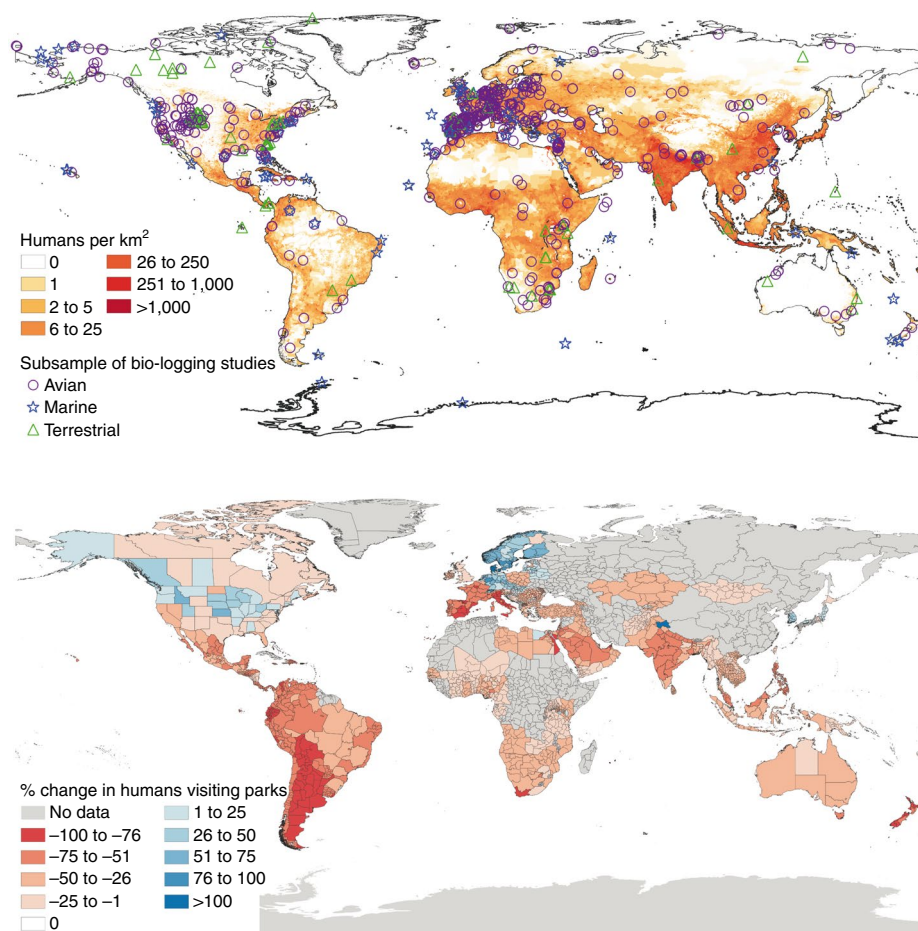 Humans per km²
0
1
2 to 5
6 to 25
26 to 250
251 to 1,000
>1,000
Subsample of bio-logging studies
Avian
Marine
Terrestrial
% change in humans visiting parks
No data
–100 to –76
–75 to –51
–50 to –26
–25 to –1
0
1 to 25
26 to 50
51 to 75
76 to 100
>100